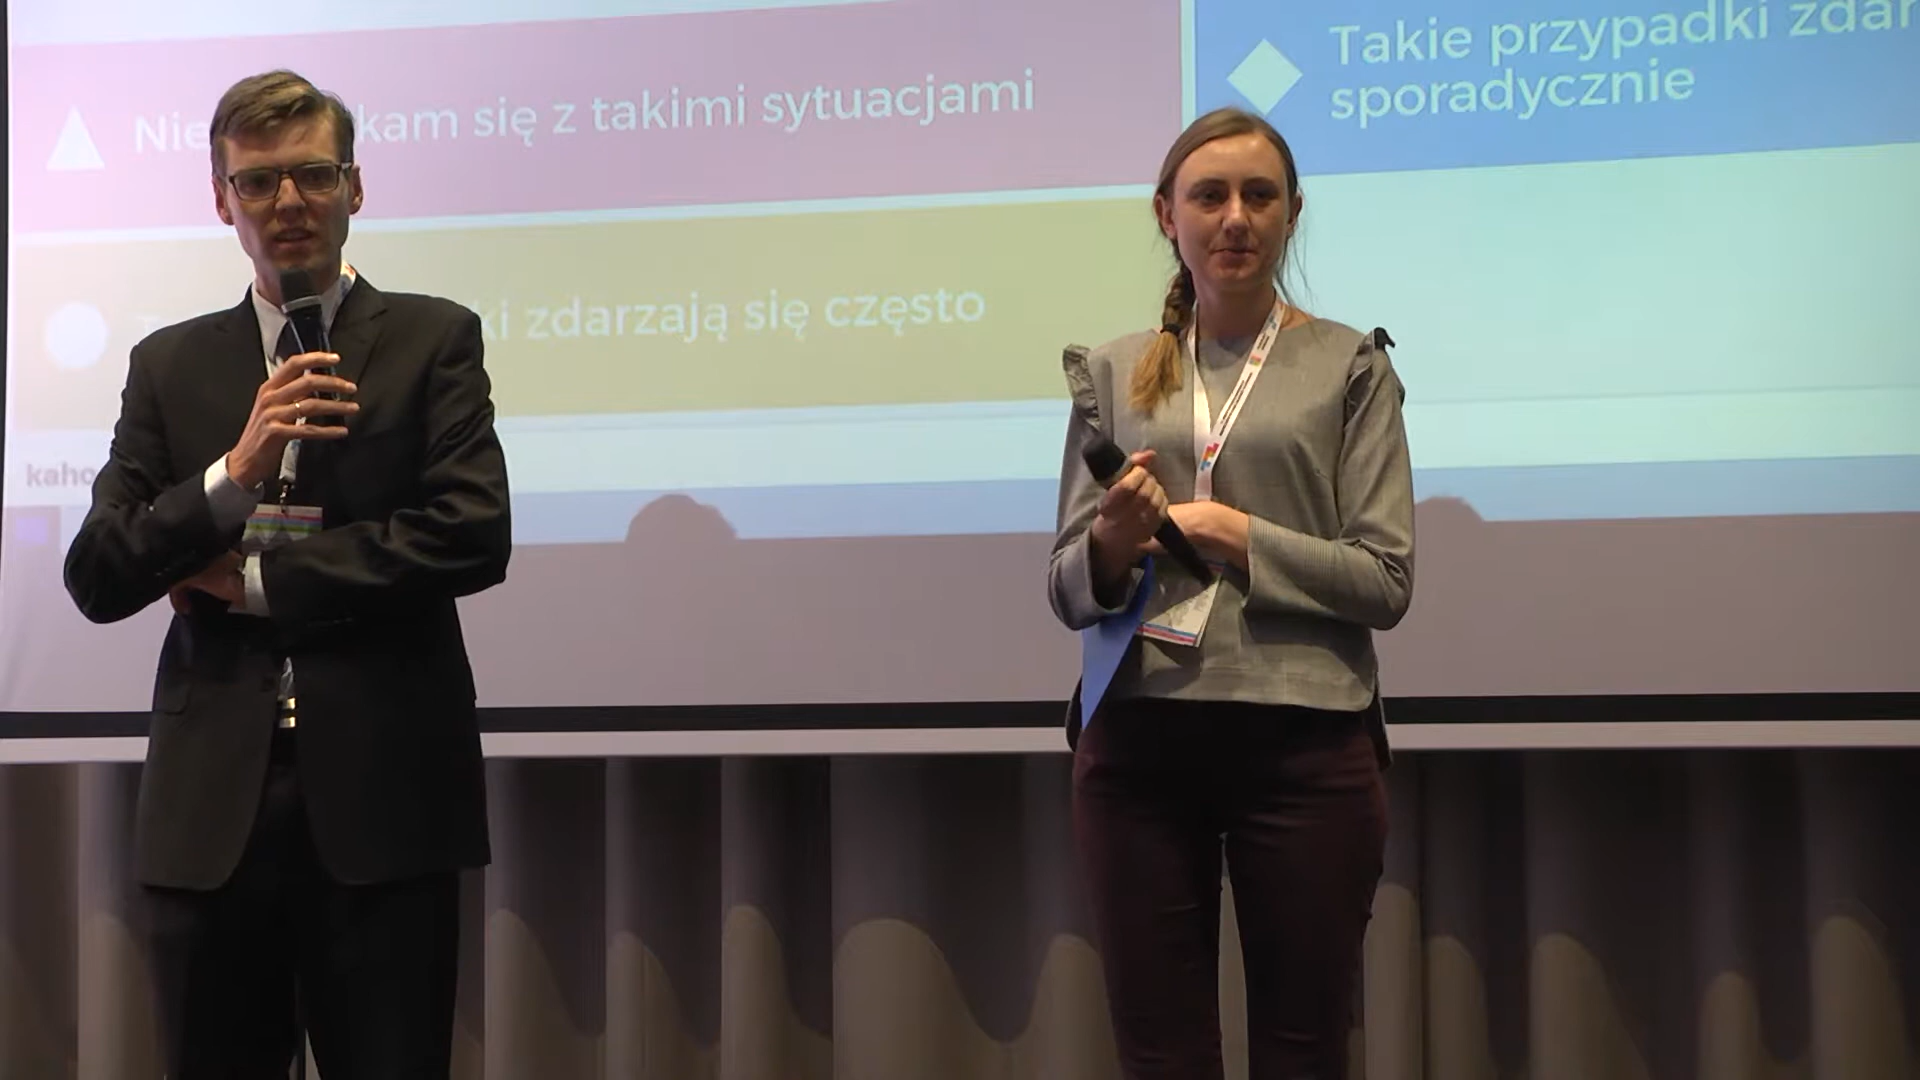 Nie kam się z takimi sytuacjami
Takie przypadki zdar
sporadycznie
ki zdarzają się często
kaho